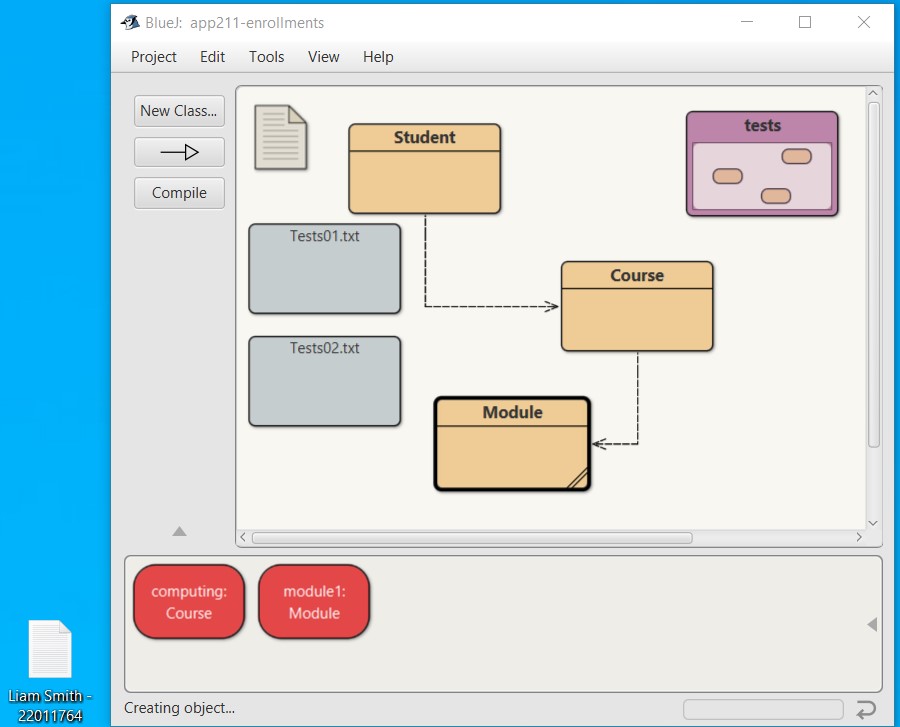 BlueJ: app211-enrollments
Project Edit Tools View Help
New Class...
Compile
Student
tests
Tests01.txt
Course
Tests02.txt
Module
computing:
Course
module1:
Module
Liam Smith -
22011764
Creating object...